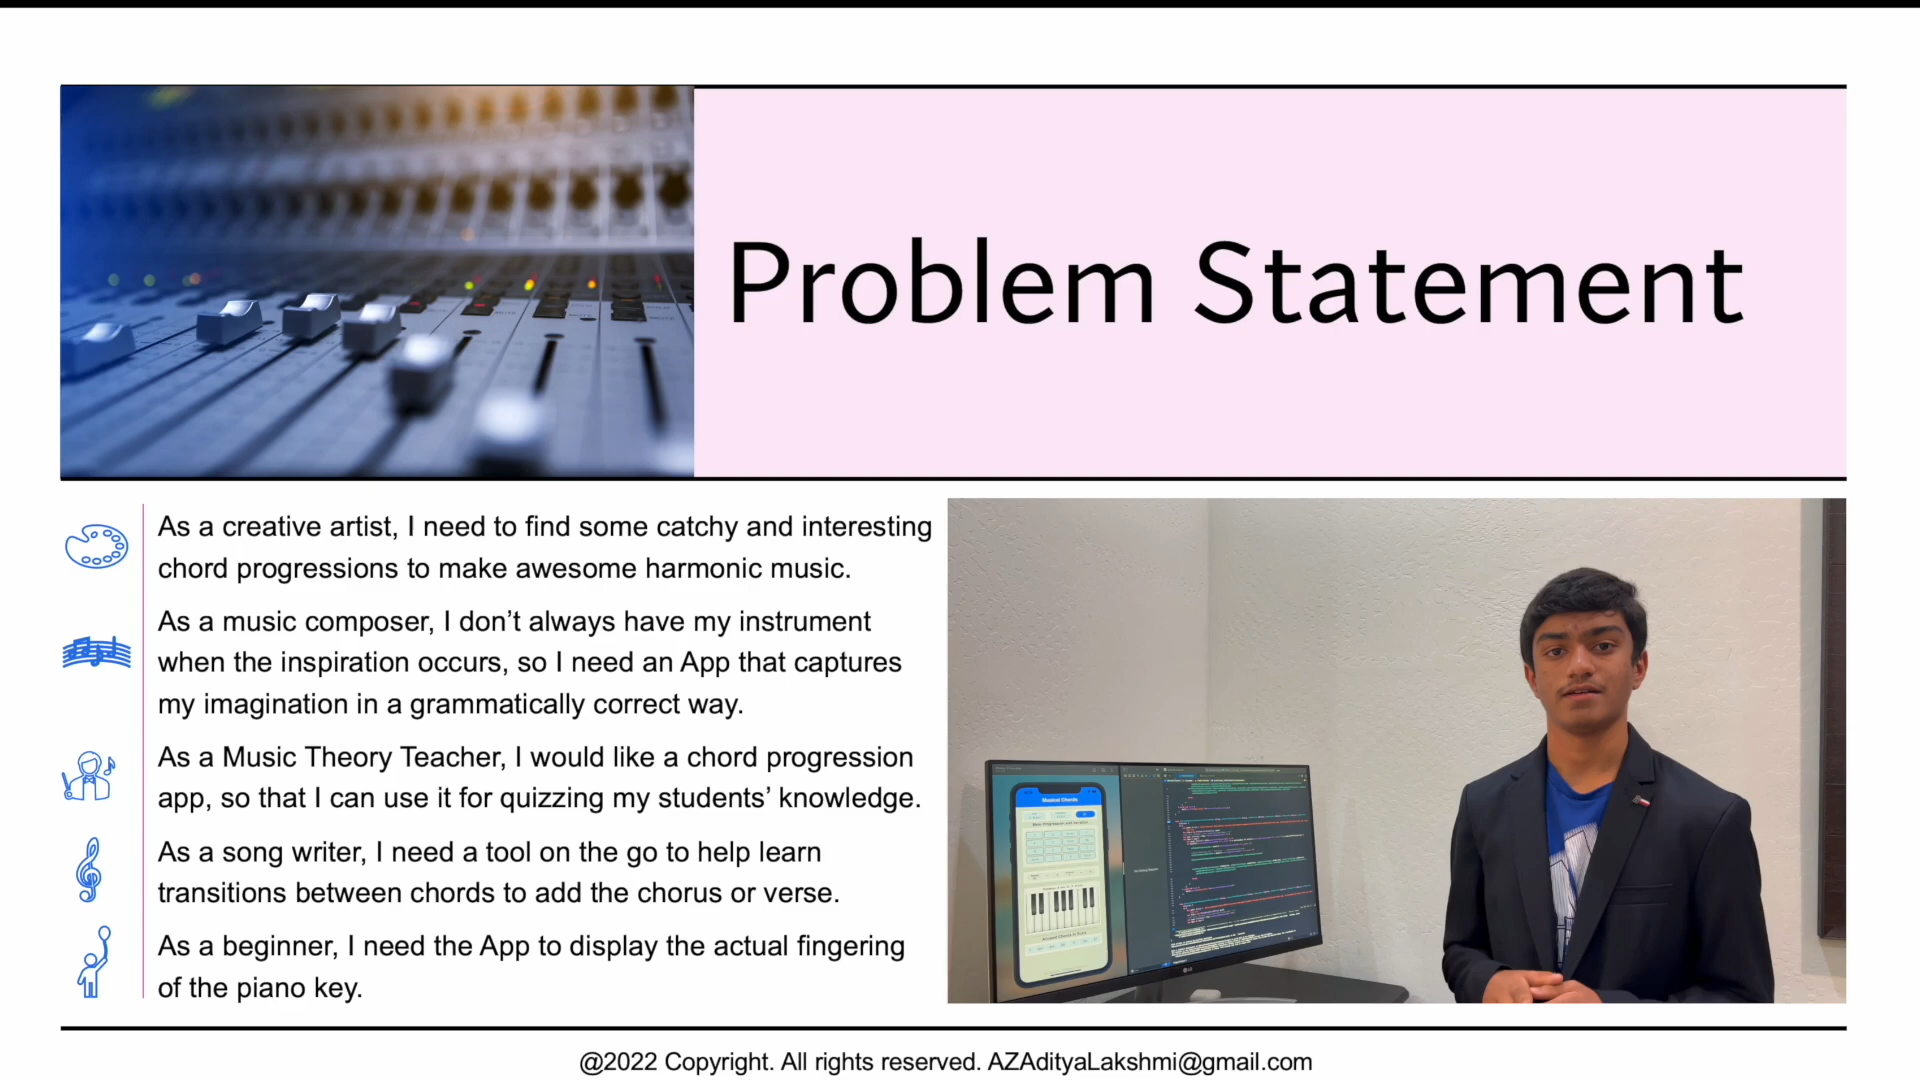 Problem Statement
As a creative artist, I need to find some catchy and interesting
chord progressions to make awesome harmonic music.
As a music composer, I don’t always have my instrument
when the inspiration occurs, so I need an App that captures
my imagination in a grammatically correct way.
As a Music Theory Teacher, I would like a chord progression
app, so that I can use it for quizzing my students’ knowledge.
As a song writer, I need a tool on the go to help learn
transitions between chords to add the chorus or verse.
As a beginner, I need the App to display the actual fingering
of the piano key.
Musical Chords
LG
@2022 Copyright. All rights reserved. AZAdityaLakshmi@gmail.com